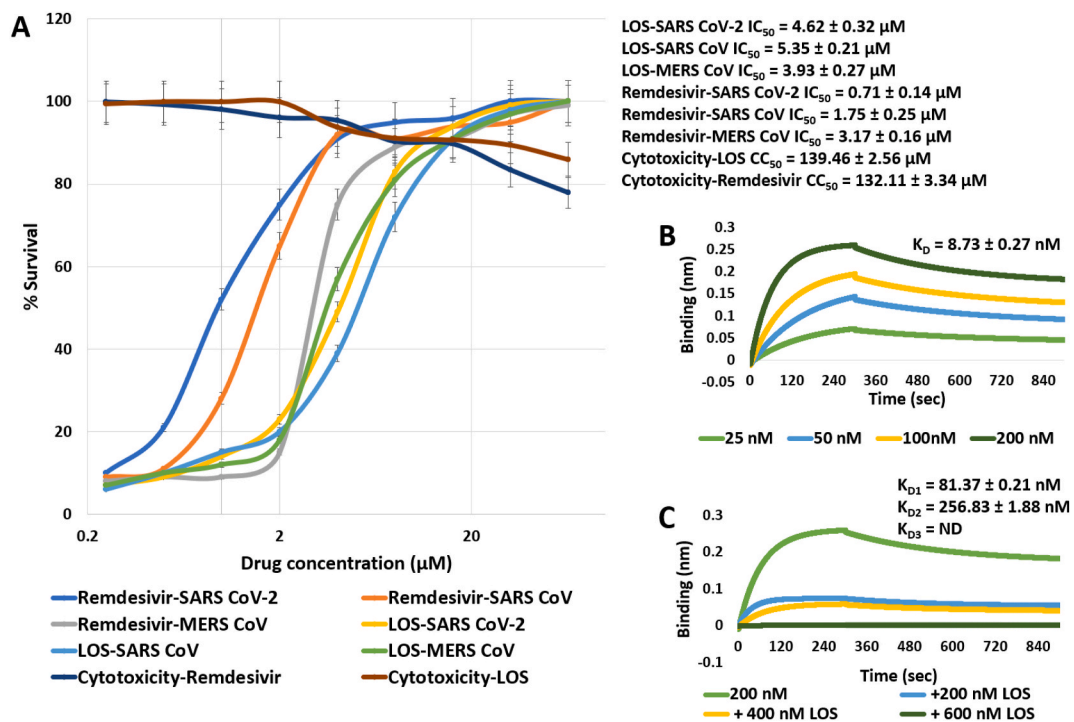 A
% Survival
120
100
80
60
40
20
0
0.2
2
20
Drug concentration (µM)
Remdesivir-SARS CoV-2
Remdesivir-SARS CoV
Remdesivir-MERS CoV
LOS-SARS CoV-2
LOS-SARS CoV
LOS-MERS CoV
Cytotoxicity-Remdesivir
Cytotoxicity-LOS
LOS-SARS CoV-2 IC50 = 4.62 ± 0.32 µM
LOS-SARS CoV IC50 = 5.35 ± 0.21 µM
LOS-MERS CoV IC50 = 3.93 ± 0.27 µM
Remdesivir-SARS CoV-2 IC50 = 0.71 ± 0.14 µM
Remdesivir-SARS CoV IC50 = 1.75 ± 0.25 µM
Remdesivir-MERS CoV IC50 = 3.17 ± 0.16 µM
Cytotoxicity-LOS CC50 = 139.46 ± 2.56 µM
Cytotoxicity-Remdesivir CC50 = 132.11 ± 3.34 µM
B
KD = 8.73 ± 0.27 nM
Binding (nm)
0.3
0.25
0.2
0.15
0.1
0.05
0
-0.05
0 120 240 360 480 600 720 840
Time (sec)
25 nM 50 nM 100nM 200 nM
C
KD1 = 81.37 ± 0.21 nM
KD2 = 256.83 ± 1.88 nM
KD3 = ND
Binding (nm)
0.3
0.2
0.1
0
-0.1
0 120 240 360 480 600 720 840
Time (sec)
200 nM +200 nM LOS
+ 400 nM LOS + 600 nM LOS